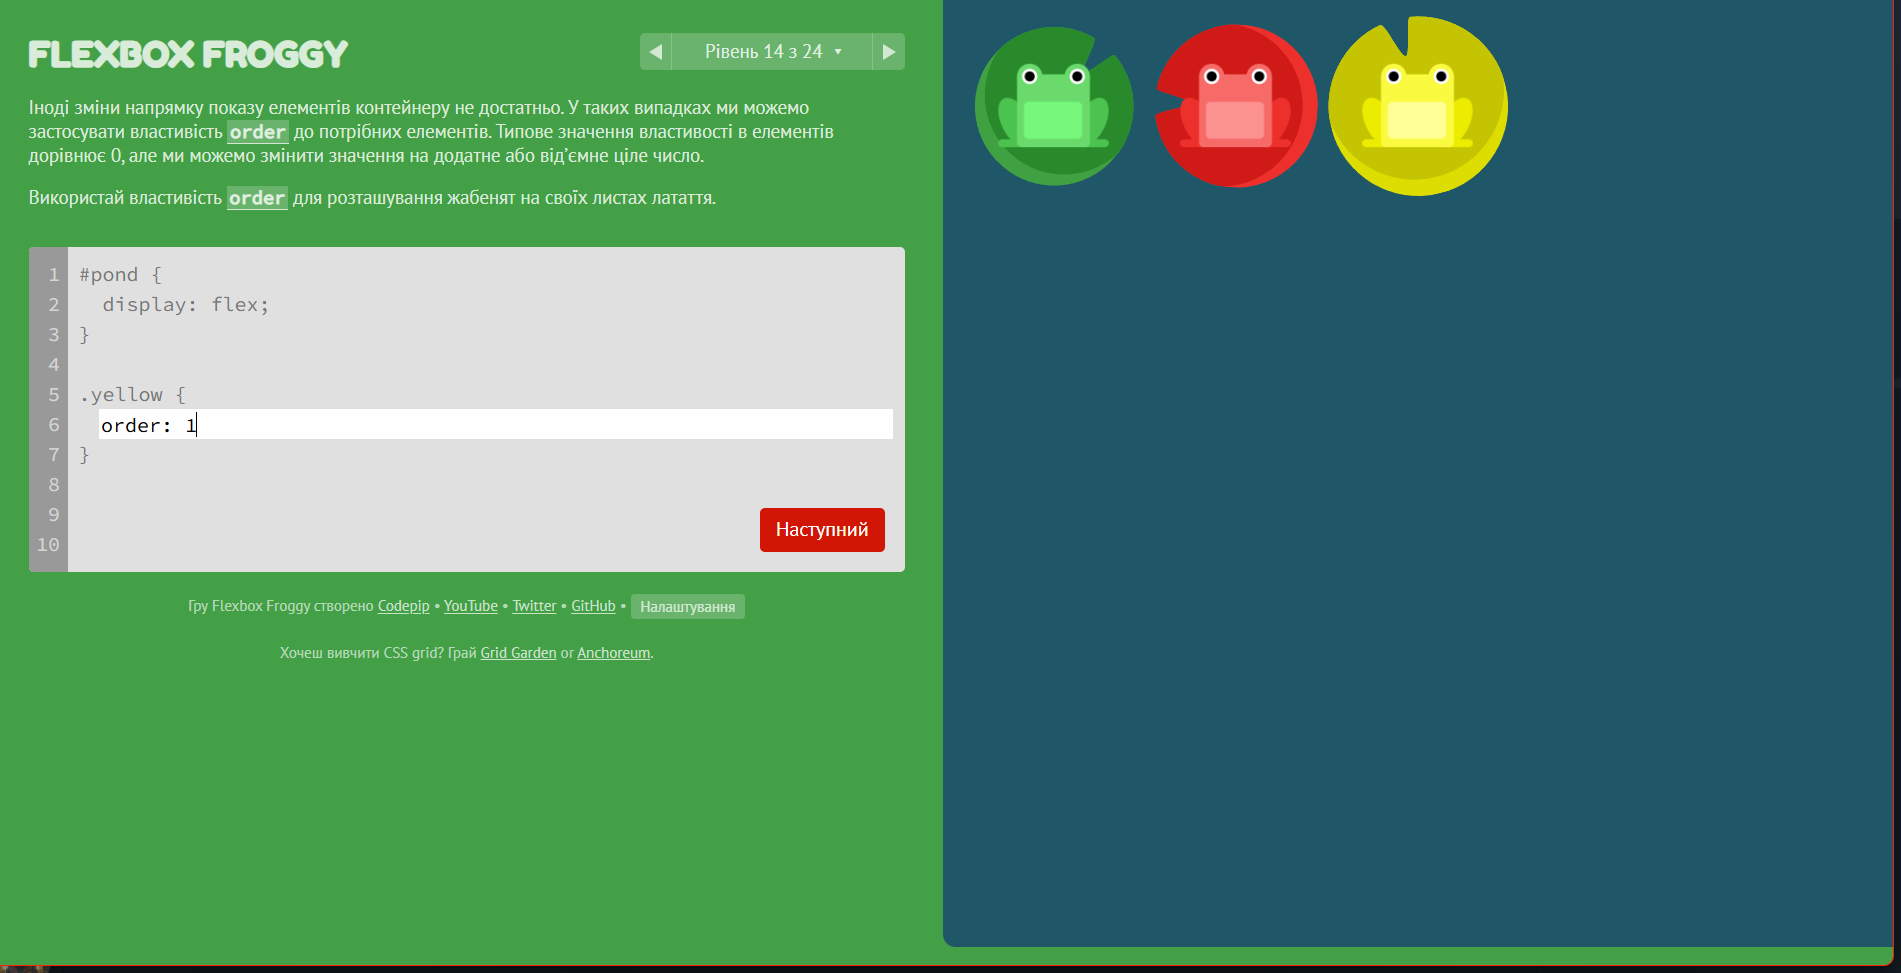 FLEXBOX FROGGY
◀ Рівень 14 з 24 ▼ ▶
Іноді зміни напрямку показу елементів контейнеру не достатньо. У таких випадках ми можемо
застосувати властивість order до потрібних елементів. Типове значення властивості в елементів
дорівнює 0, але ми можемо змінити значення на додатне або від’ємне ціле число.
Використай властивість order для розташування жабенят на своїх листах латаття.
1 #pond {
2   display: flex;
3 }
4
5 .yellow {
6   order: 1
7 }
8
9
10
Наступний
Гру Flexbox Froggy створено Codepip • YouTube • Twitter • GitHub • Налаштування
Хочеш вивчити CSS grid? Грай Grid Garden or Anchoreum.